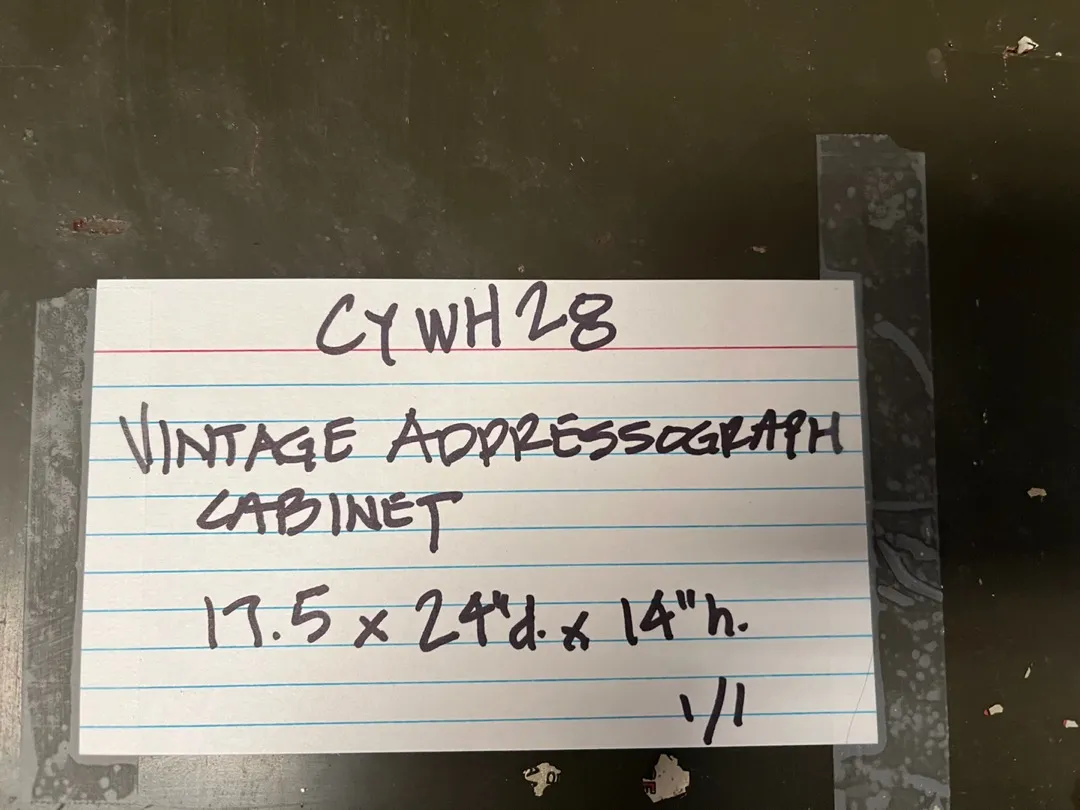 CYWH28
VINTAGE ADDRESSOGRAPH
CABINET
17.5 x 24"d. x 14"h.
1/1